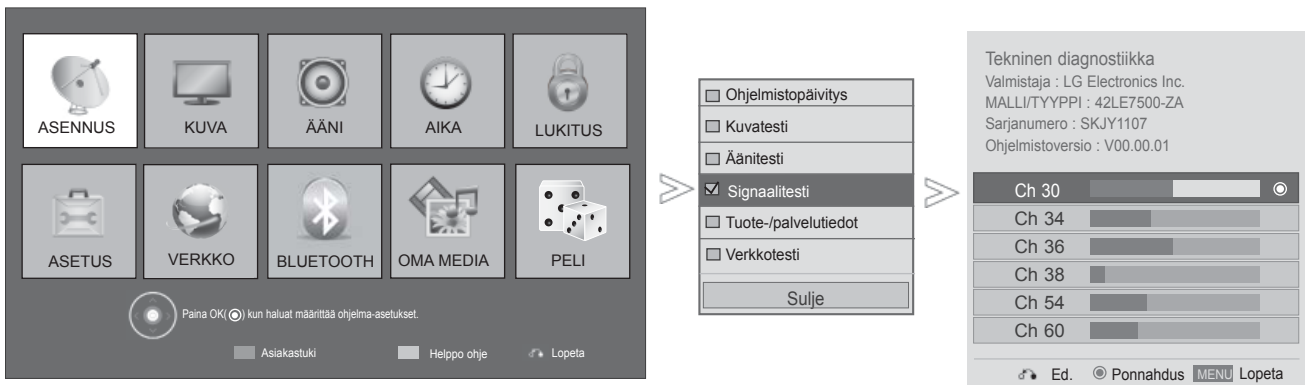 ASENNUS
KUVA
ÄÄNI
AIKA
LUKITUS
ASETUS
VERKKO
BLUETOOTH
OMA MEDIA
PELI
Paina OK(◉) kun haluat määrittää ohjelma-asetukset.
Asiakastuki
Helppo ohje
Lopeta
Ohjelmistopäivitys
Kuvatesti
Äänitesti
Signaalitesti
Tuote-/palvelutiedot
Verkkotesti
Sulje
Tekninen diagnostiikka
Valmistaja : LG Electronics Inc.
MALLI/TYYPPI : 42LE7500-ZA
Sarjanumero : SKJY1107
Ohjelmistoversio : V00.00.01
Ch 30
Ch 34
Ch 36
Ch 38
Ch 54
Ch 60
Ed. ◉ Ponnahdus MENU Lopeta